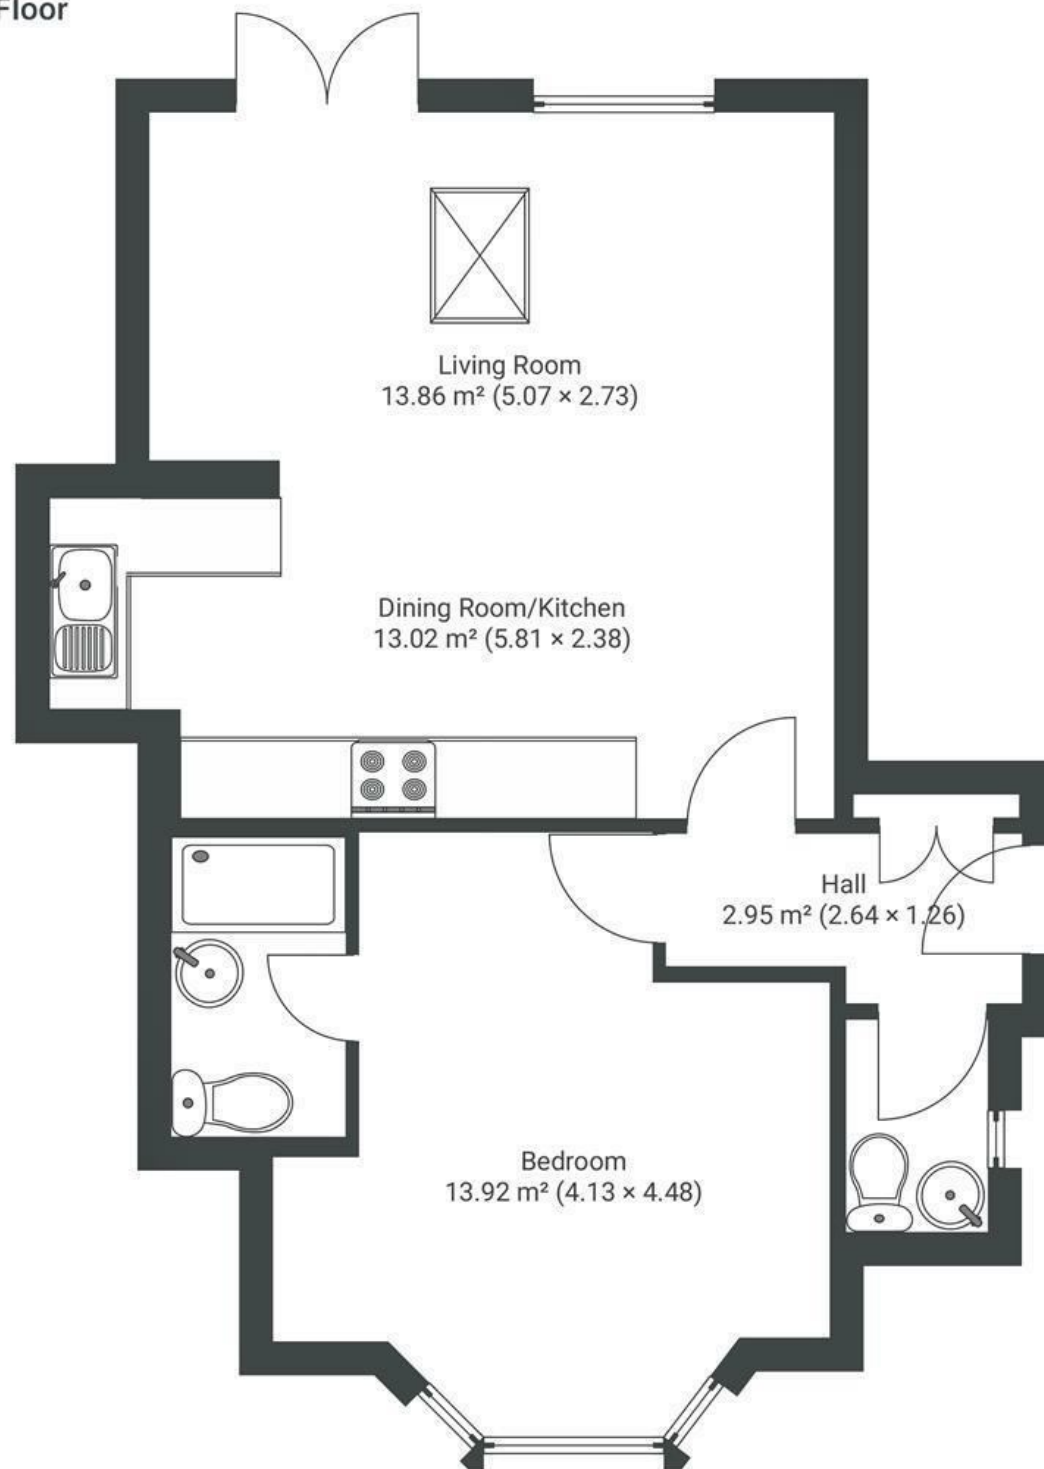 Floor
Living Room
13.86 m² (5.07 × 2.73)
Dining Room/Kitchen
13.02 m² (5.81 × 2.38)
Hall
2.95 m² (2.64 × 1.26)
Bedroom
13.92 m² (4.13 × 4.48)